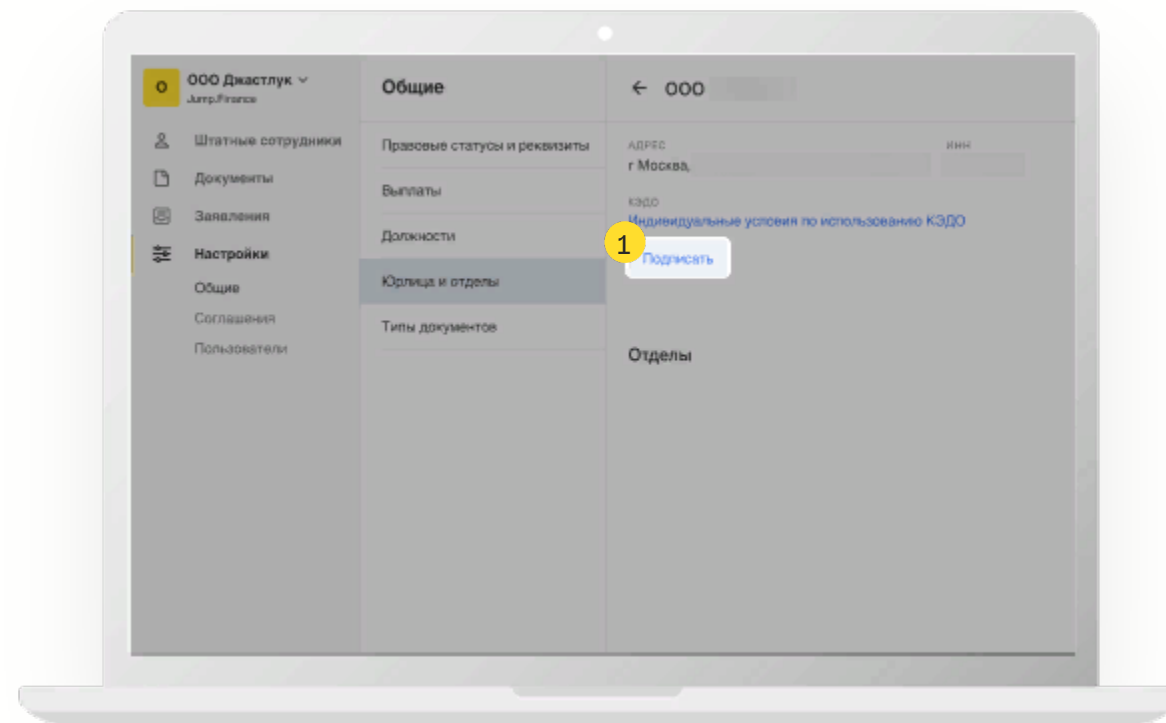 О
ООО Джастлук
Jump.Finance
Штатные сотрудники
Документы
Заявления
Настройки
Общие
Соглашения
Пользователи
Общие
Правовые статусы и реквизиты
Выплаты
Должности
Юрлица и отделы
Типы документов
← ООО
АДРЕС
ИНН
г Москва,
КЭДО
Индивидуальные условия по использованию КЭДО
1
Подписать
Отделы